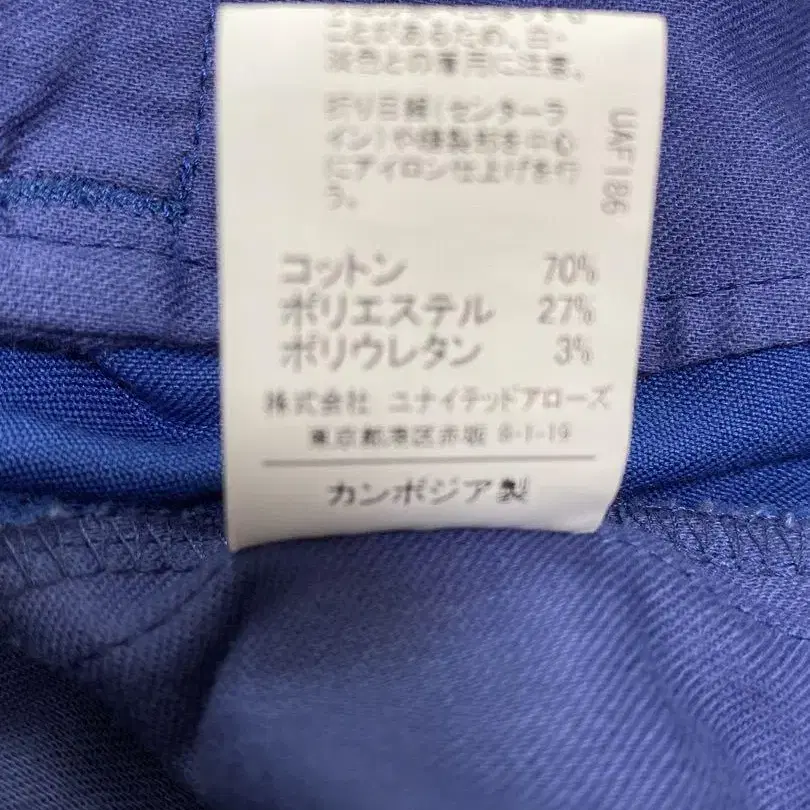 ことがあるため、白・
淡色との着用に注意。
折り目線(センターラ
イン)や縫製部を中心
にアイロン仕上げを行
う。
UAF186
コットン 70%
ポリエステル 27%
ポリウレタン 3%
株式会社 ユナイテッドアローズ
東京都港区赤坂 8-1-19
カンボジア製